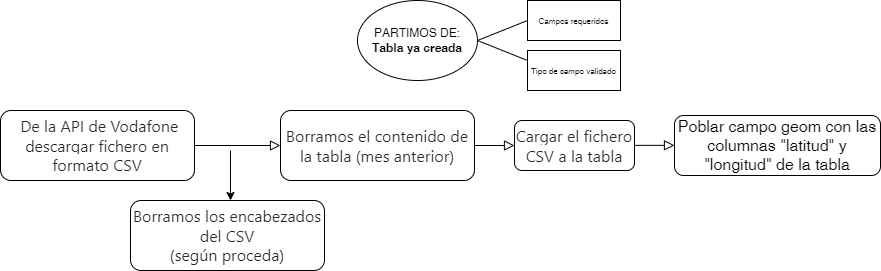 PARTIMOS DE:
Tabla ya creada
Campos requeridos
Tipo de campo validado
De la API de Vodafone
descargar fichero en
formato CSV
Borramos el contenido de
la tabla (mes anterior)
Cargar el fichero
CSV a la tabla
Poblar campo geom con las
columnas "latitud" y
"longitud" de la tabla
Borramos los encabezados
del CSV
(según proceda)